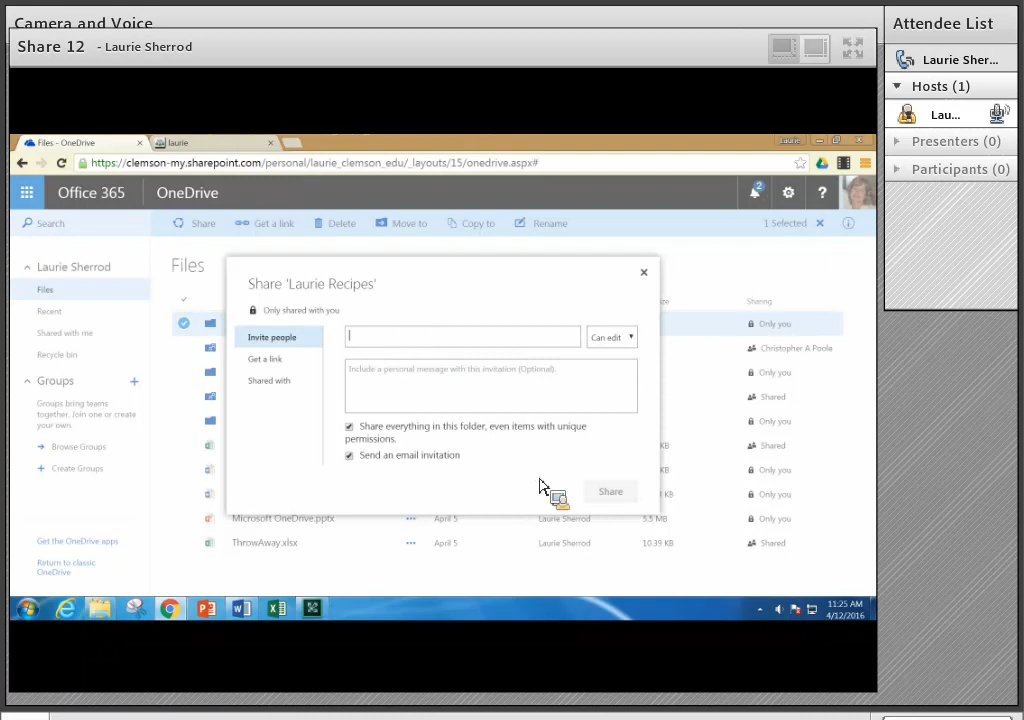 Camera and Voice
Share 12 - Laurie Sherrod
Attendee List
Laurie Sher...
Hosts (1)
Lau...
Presenters (0)
Participants (0)
Files - OneDrive
laurie
Laurie
https://clemson-my.sharepoint.com/personal/laurie_clemson_edu/_layouts/15/onedrive.aspx#
Office 365
OneDrive
2
?
Search
Share
Get a link
Delete
Move to
Copy to
Rename
1 Selected
Laurie Sherrod
Files
Recent
Shared with me
Recycle bin
Groups
Groups bring teams
together. Join one or create
your own.
Browse Groups
Create Groups
Get the OneDrive apps
Return to classic
OneDrive
Files
Share 'Laurie Recipes'
Only shared with you
Invite people
Get a link
Shared with
Can edit
Include a personal message with this invitation (Optional).
Share everything in this folder, even items with unique
permissions.
Send an email invitation
Share
Sharing
Only you
Christopher A Poole
Only you
Shared
Only you
KB Shared
Only you
KB Only you
Microsoft OneDrive.pptx April 5 Laurie Sherrod 5.5 MB Only you
ThrowAway.xlsx April 5 Laurie Sherrod 10.39 KB Shared
11:25 AM
4/12/2016